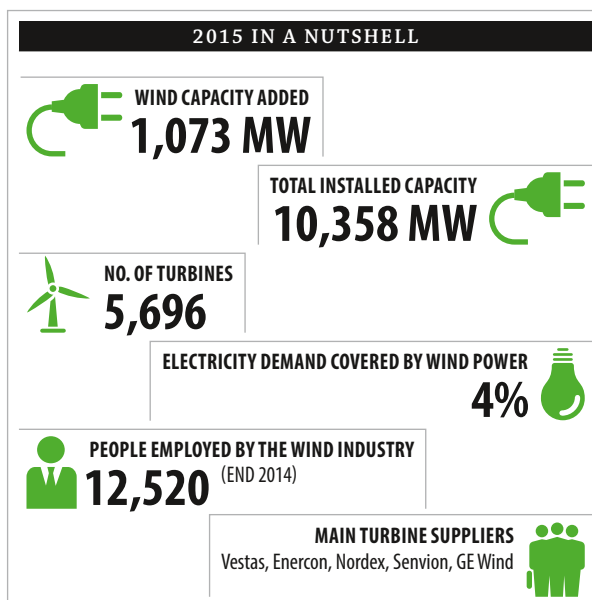 2015 IN A NUTSHELL
WIND CAPACITY ADDED
1,073 MW
TOTAL INSTALLED CAPACITY
10,358 MW
NO. OF TURBINES
5,696
ELECTRICITY DEMAND COVERED BY WIND POWER
4%
PEOPLE EMPLOYED BY THE WIND INDUSTRY
12,520 (END 2014)
MAIN TURBINE SUPPLIERS
Vestas, Enercon, Nordex, Senvion, GE Wind